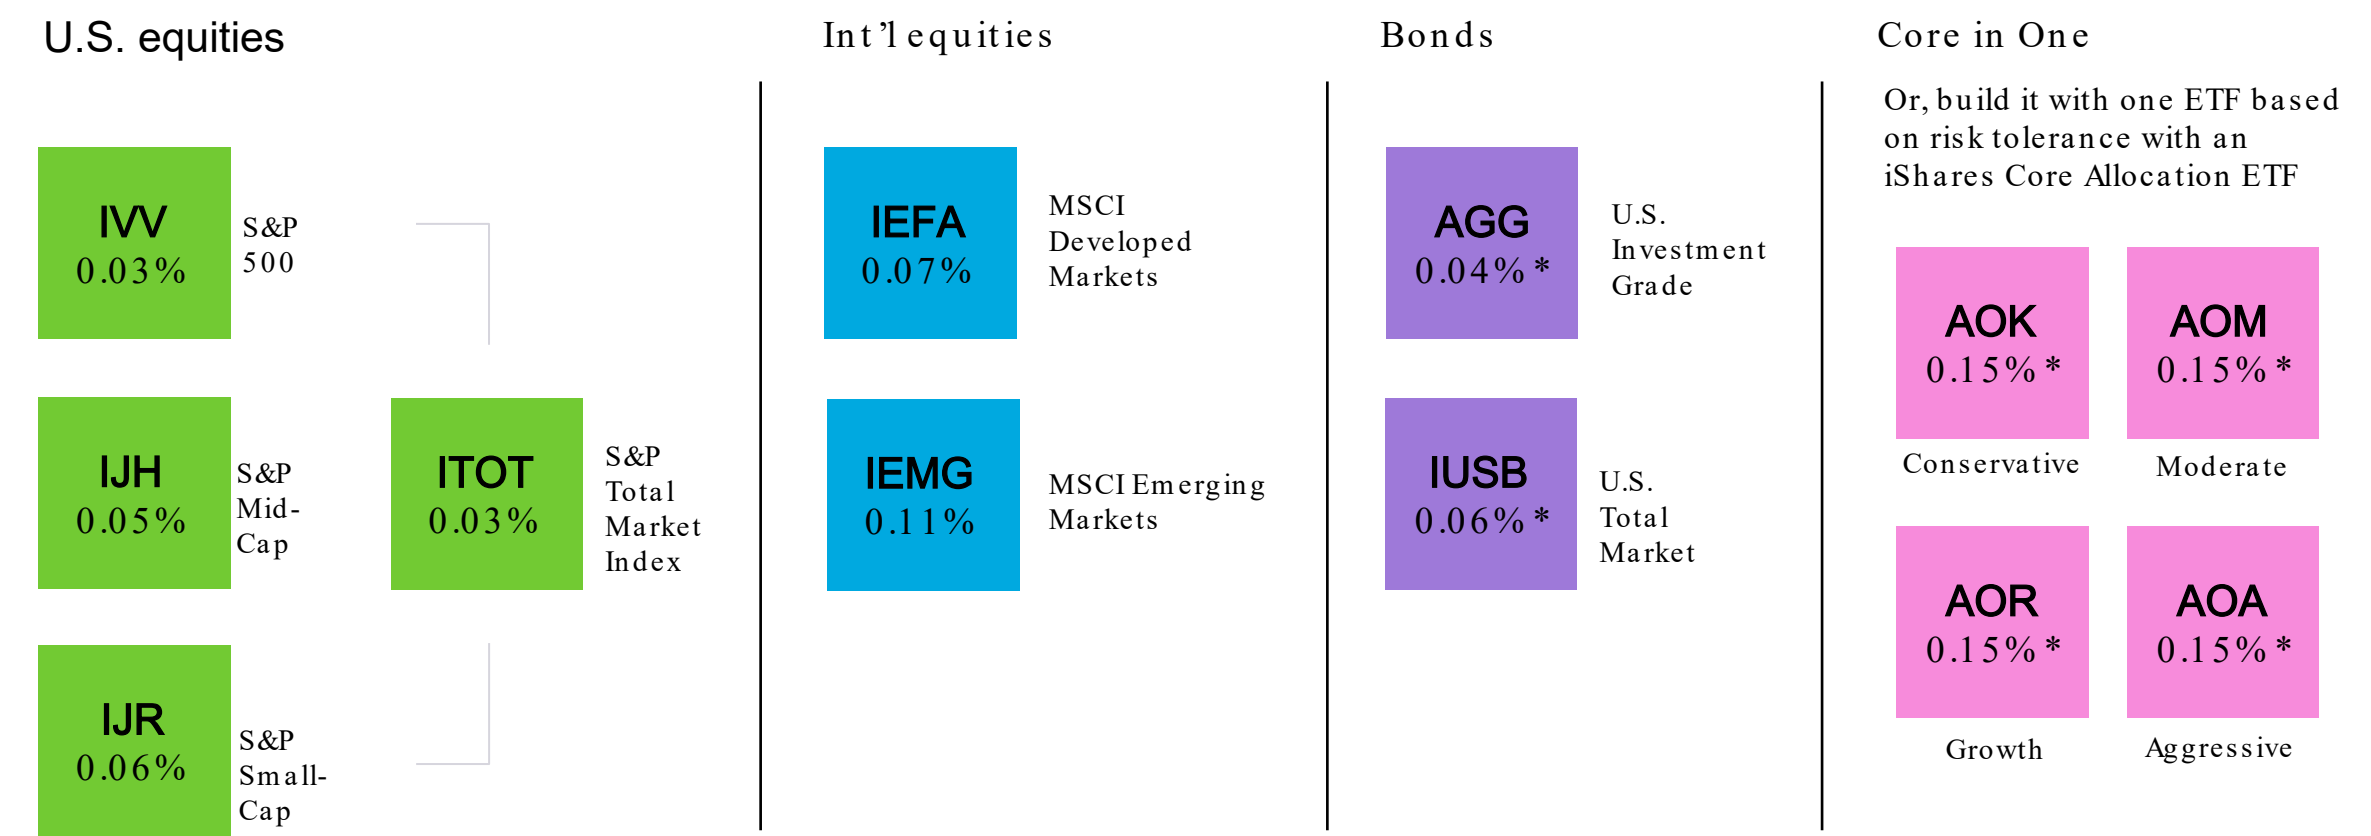 U.S. equities
IVV
0.03%
S&P
500
IJH
0.05%
S&P
Mid-
Cap
IJR
0.06%
S&P
Small-
Cap
ITOT
0.03%
S&P
Total
Market
Index
Int’l equities
IEFA
0.07%
MSCI
Developed
Markets
IEMG
0.11%
MSCI Emerging
Markets
Bonds
AGG
0.04%*
U.S.
Investment
Grade
IUSB
0.06%*
U.S.
Total
Market
Core in One
Or, build it with one ETF based
on risk tolerance with an
iShares Core Allocation ETF
AOK
0.15%*
Conservative
AOM
0.15%*
Moderate
AOR
0.15%*
Growth
AOA
0.15%*
Aggressive